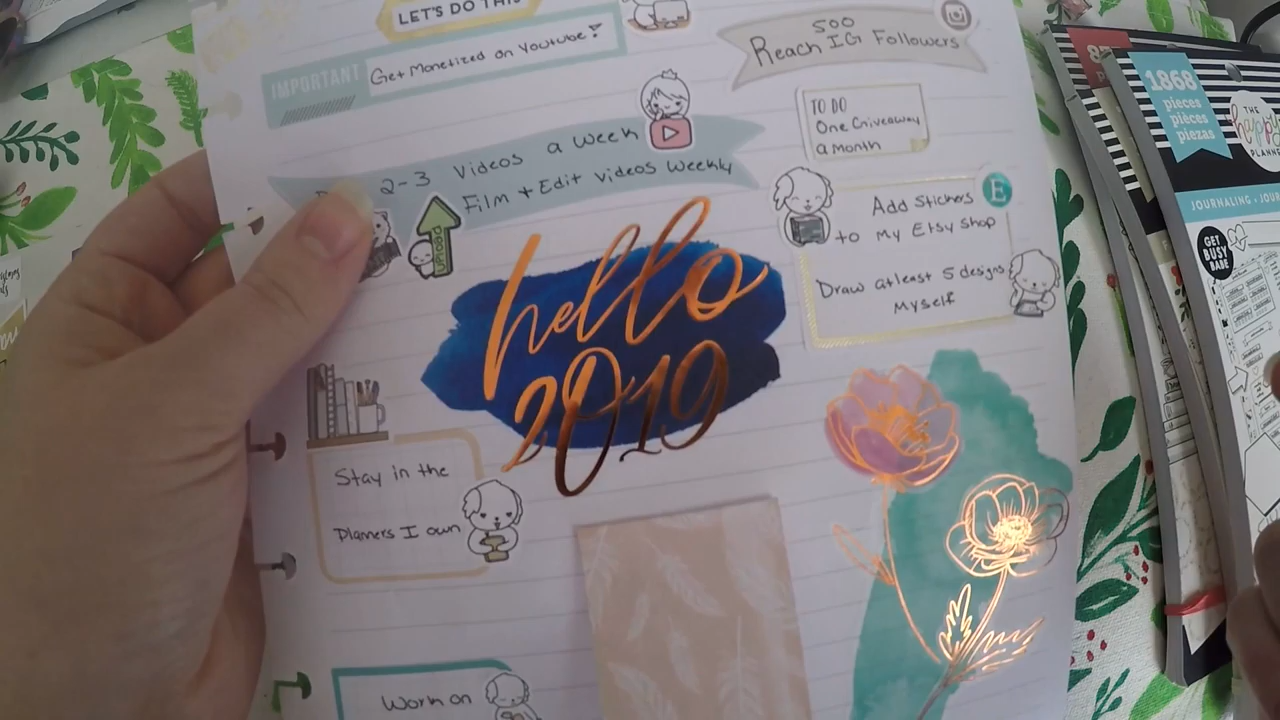 LET'S DO THIS
IMPORTANT
Get Monetized on Youtube!
500
Reach IG Followers
2-3 Videos a week
Film + Edit videos weekly
UPLOAD
TO DO
One Giveaway
a month
E
Add Stickers
to My Etsy Shop
Draw atleast 5 designs
Myself
hello
2019
Stay in the
Planners I own
Work on
1868
pieces
pièces
piezas
THE
happy
PLANNER
JOURNALING
GET
BUSY
BABE